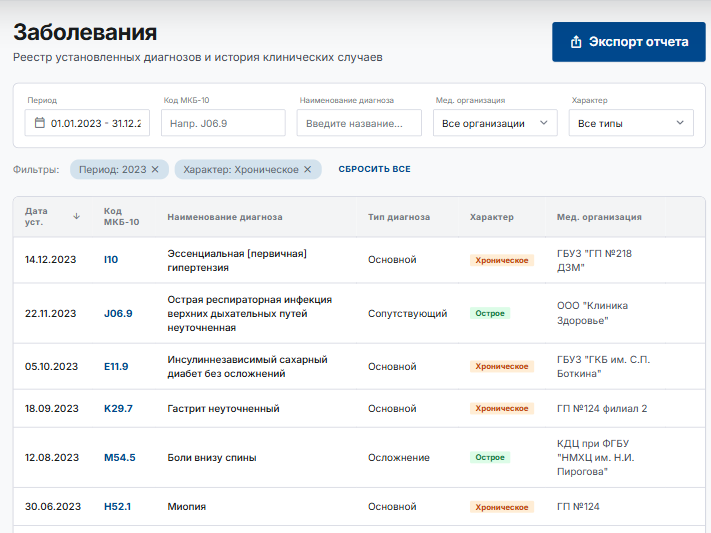 Заболевания
Реестр установленных диагнозов и история клинических случаев
Экспорт отчета
Период
Код МКБ-10
Наименование диагноза
Мед. организация
Характер
01.01.2023 - 31.12.2
Напр. J06.9
Введите название...
Все организации
Все типы
Фильтры:
Период: 2023 ✕
Характер: Хроническое ✕
СБРОСИТЬ ВСЕ
Дата
уст. ↓
Код
МКБ-10
Наименование диагноза
Тип диагноза
Характер
Мед. организация
14.12.2023
I10
Эссенциальная [первичная]
гипертензия
Основной
Хроническое
ГБУЗ "ГП №218
ДЗМ"
22.11.2023
J06.9
Острая респираторная инфекция
верхних дыхательных путей
неуточненная
Сопутствующий
Острое
ООО "Клиника
Здоровье"
05.10.2023
E11.9
Инсулиннезависимый сахарный
диабет без осложнений
Основной
Хроническое
ГБУЗ "ГКБ им. С.П.
Боткина"
18.09.2023
K29.7
Гастрит неуточненный
Основной
Хроническое
ГП №124 филиал 2
12.08.2023
M54.5
Боли внизу спины
Осложнение
Острое
КДЦ при ФГБУ
"НМХЦ им. Н.И.
Пирогова"
30.06.2023
H52.1
Миопия
Основной
Хроническое
ГП №124